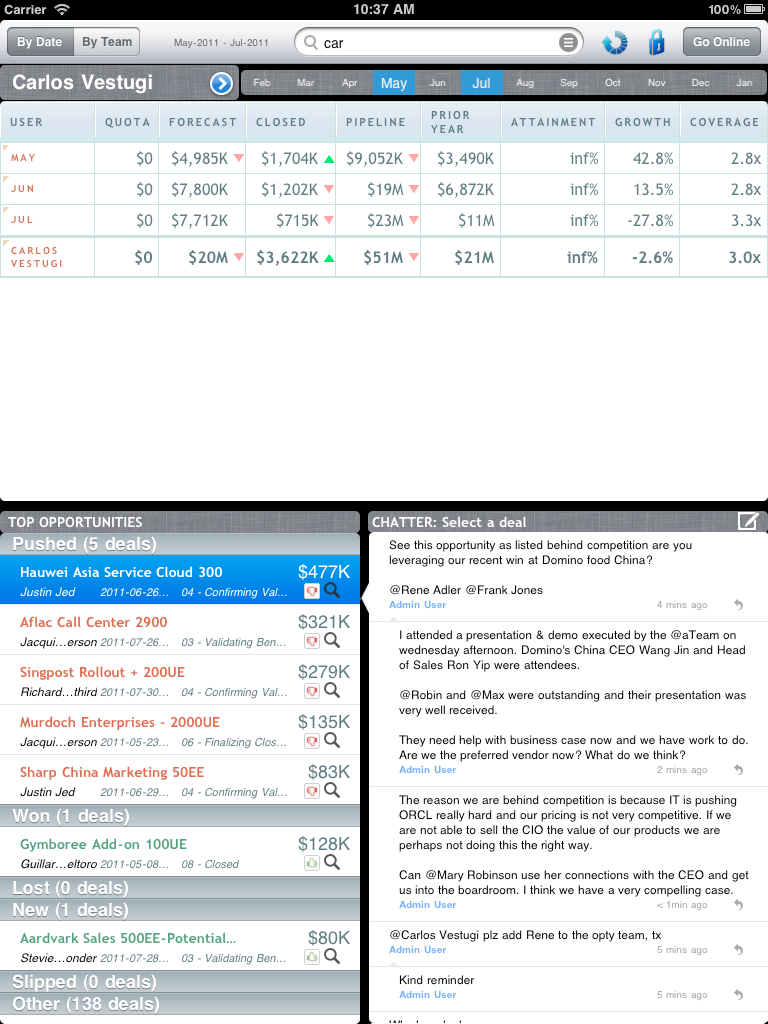 Carrier 10:37 AM 100%
By Date By Team May-2011 - Jul-2011 car Go Online
Carlos Vestugi Feb Mar Apr May Jun Jul Aug Sep Oct Nov Dec Jan
USER QUOTA FORECAST CLOSED PIPELINE PRIOR YEAR ATTAINMENT GROWTH COVERAGE
MAY $0 $4,985K $1,704K $9,052K $3,490K inf% 42.8% 2.8x
JUN $0 $7,800K $1,202K $19M $6,872K inf% 13.5% 2.8x
JUL $0 $7,712K $715K $23M $11M inf% -27.8% 3.3x
CARLOS VESTUGI $0 $20M $3,622K $51M $21M inf% -2.6% 3.0x
TOP OPPORTUNITIES
Pushed (5 deals)
Hauwei Asia Service Cloud 300 $477K
Justin Jed 2011-06-26... 04 - Confirming Val...
Aflac Call Center 2900 $321K
Jacqui...erson 2011-07-26... 03 - Validating Ben...
Singpost Rollout + 200UE $279K
Richard...third 2011-07-30... 04 - Confirming Val...
Murdoch Enterprises - 2000UE $135K
Jacqui...erson 2011-05-23... 06 - Finalizing Clos...
Sharp China Marketing 50EE $83K
Justin Jed 2011-06-29... 04 - Confirming Val...
Won (1 deals)
Gymboree Add-on 100UE $128K
Guillar...eltoro 2011-05-08... 08 - Closed
Lost (0 deals)
New (1 deals)
Aardvark Sales 500EE-Potential... $80K
Stevie...onder 2011-07-28... 03 - Validating Ben...
Slipped (0 deals)
Other (138 deals)
CHATTER: Select a deal
See this opportunity as listed behind competition are you
leveraging our recent win at Domino food China?
@Rene Adler @Frank Jones
Admin User 4 mins ago
I attended a presentation & demo executed by the @aTeam on
wednesday afternoon. Domino's China CEO Wang Jin and Head
of Sales Ron Yip were attendees.
@Robin and @Max were outstanding and their presentation was
very well received.
They need help with business case now and we have work to do.
Are we the preferred vendor now? What do we think?
Admin User 2 mins ago
The reason we are behind competition is because IT is pushing
ORCL really hard and our pricing is not very competitive. If we
are not able to sell the CIO the value of our products we are
perhaps not doing this the right way.
Can @Mary Robinson use her connections with the CEO and get
us into the boardroom. I think we have a very compelling case.
Admin User < 1min ago
@Carlos Vestugi plz add Rene to the opty team, tx
Admin User 5 mins ago
Kind reminder
Admin User 5 mins ago